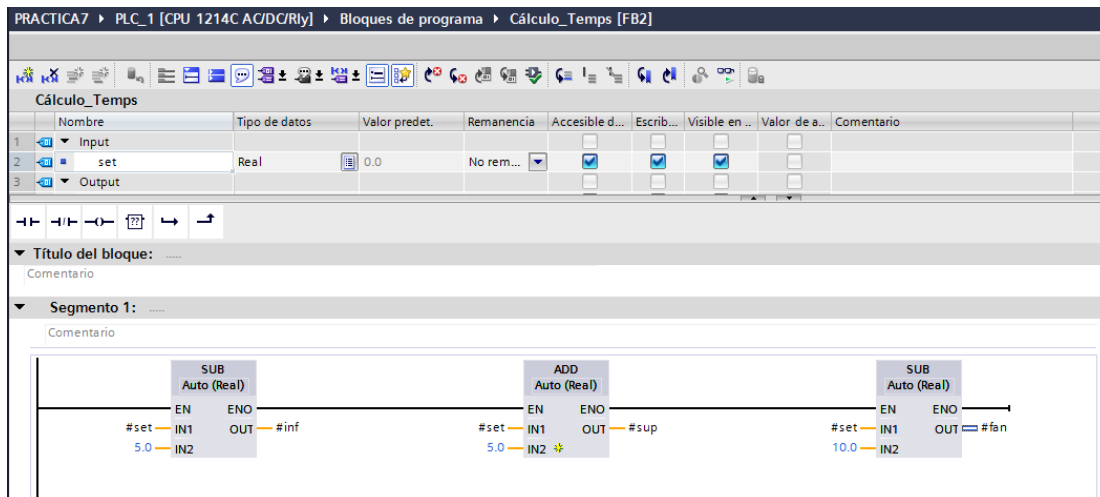 PRACTICA7 ▸ PLC_1 [CPU 1214C AC/DC/Rly] ▸ Bloques de programa ▸ Cálculo_Temps [FB2]
Cálculo_Temps
Nombre Tipo de datos Valor predet. Remanencia Accesible d... Escrib... Visible en .. Valor de a.. Comentario
1 Input
2 set Real 0.0 No rem...
3 Output
??
Título del bloque: .....
Comentario
Segmento 1: .....
Comentario
SUB ADD SUB
Auto (Real) Auto (Real) Auto (Real)
EN ENO EN ENO EN ENO
#set IN1 OUT #inf #set IN1 OUT #sup #set IN1 OUT #fan
5.0 IN2 5.0 IN2 10.0 IN2